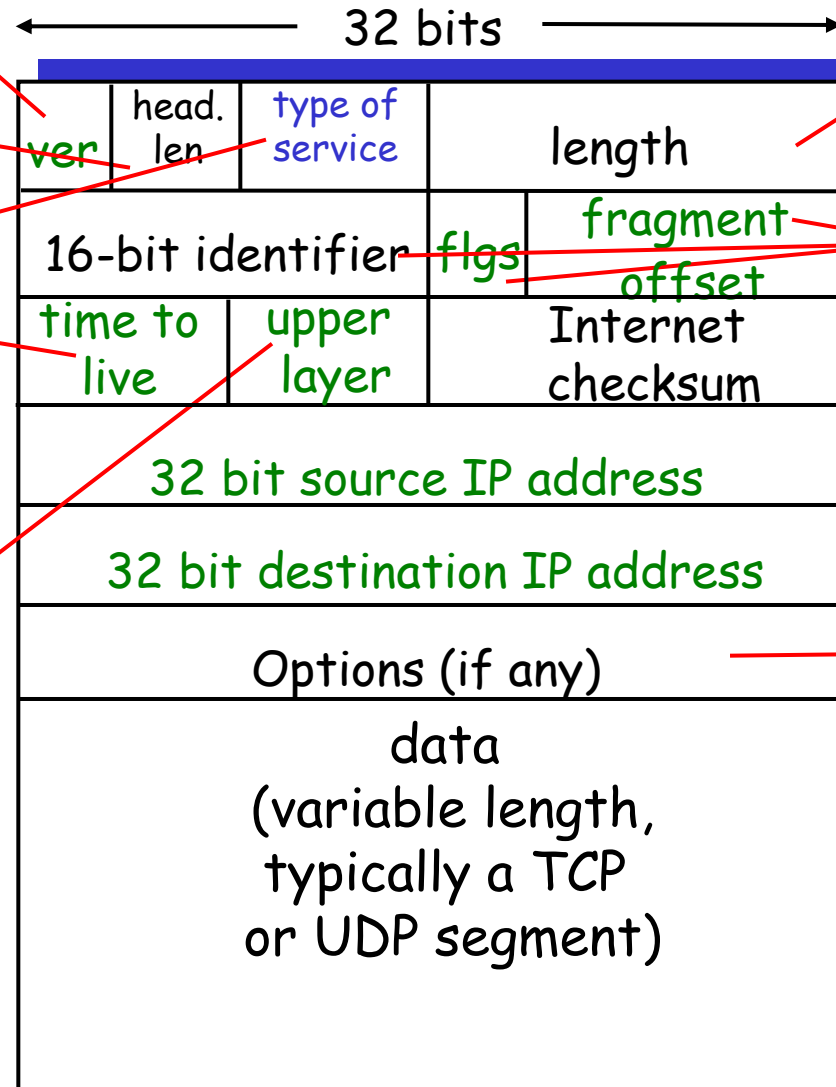 32 bits
ver
head.
len
type of
service
length
16-bit identifier
flgs
fragment
offset
time to
live
upper
layer
Internet
checksum
32 bit source IP address
32 bit destination IP address
Options (if any)
data
(variable length,
typically a TCP
or UDP segment)